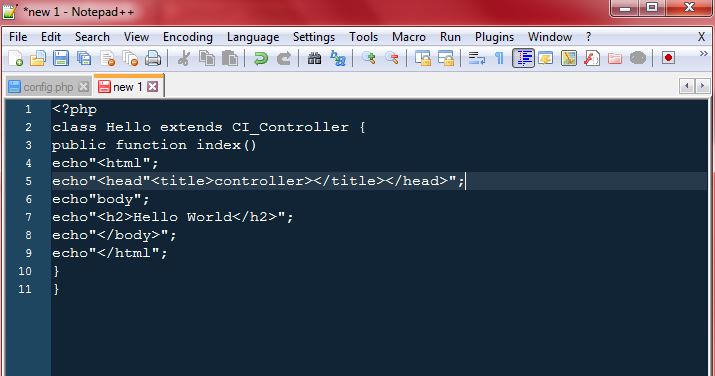 *new 1 - Notepad++
File Edit Search View Encoding Language Settings Tools Macro Run Plugins Window ? X
config.php new 1
1 <?php
2 class Hello extends CI_Controller {
3 public function index()
4 echo"<html";
5 echo"<head"<title>controller></title></head>";
6 echo"body";
7 echo"<h2>Hello World</h2>";
8 echo"</body>";
9 echo"</html";
10 }
11 }